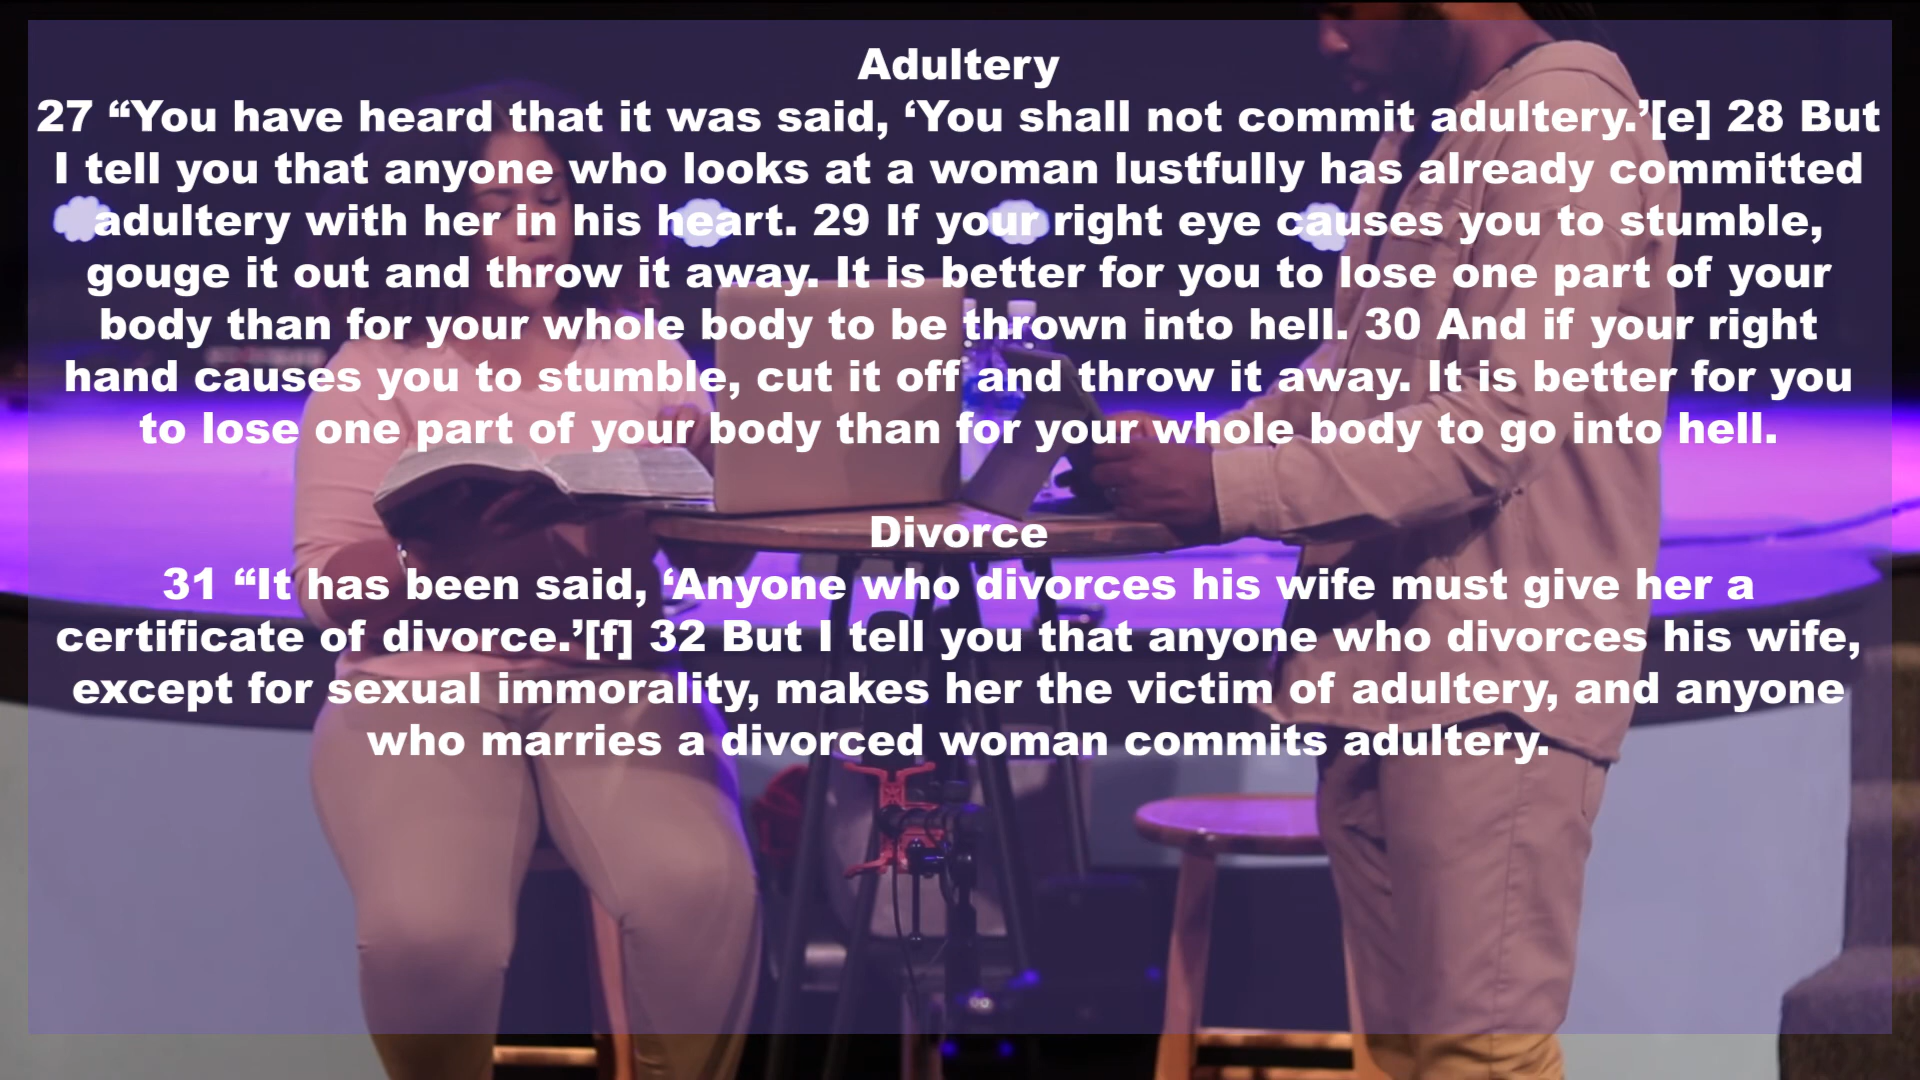 Adultery
27 “You have heard that it was said, ‘You shall not commit adultery.’[e] 28 But
I tell you that anyone who looks at a woman lustfully has already committed
adultery with her in his heart. 29 If your right eye causes you to stumble,
gouge it out and throw it away. It is better for you to lose one part of your
body than for your whole body to be thrown into hell. 30 And if your right
hand causes you to stumble, cut it off and throw it away. It is better for you
to lose one part of your body than for your whole body to go into hell.
Divorce
31 “It has been said, ‘Anyone who divorces his wife must give her a
certificate of divorce.’[f] 32 But I tell you that anyone who divorces his wife,
except for sexual immorality, makes her the victim of adultery, and anyone
who marries a divorced woman commits adultery.